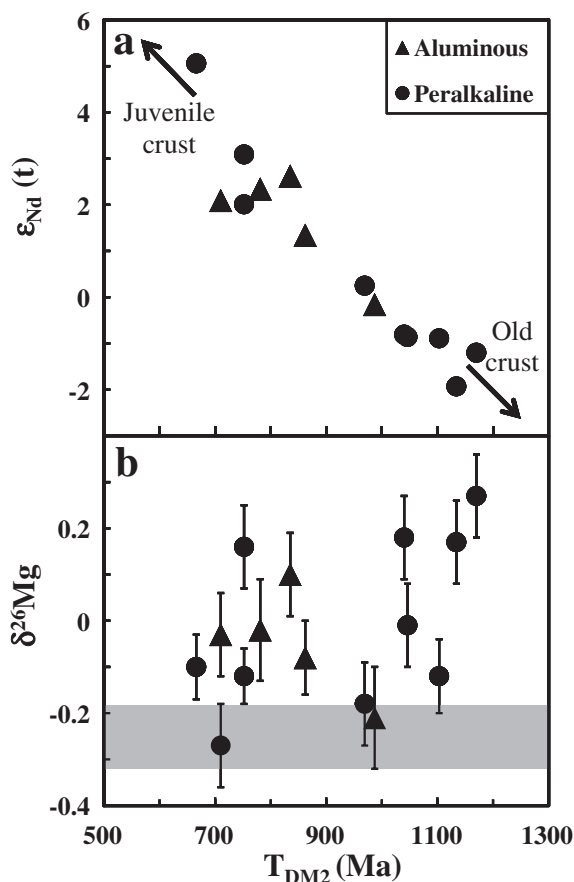 a
Aluminous
Peralkaline
Juvenile
crust
Old
crust
6
4
2
0
-2
εNd (t)
b
0.2
0
-0.2
-0.4
δ26Mg
500
700
900
1100
1300
TDM2 (Ma)